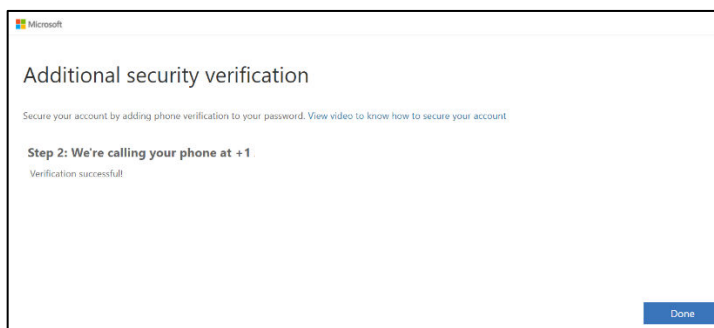 Microsoft
Additional security verification
Secure your account by adding phone verification to your password. View video to know how to secure your account
Step 2: We're calling your phone at +1
Verification successful!
Done